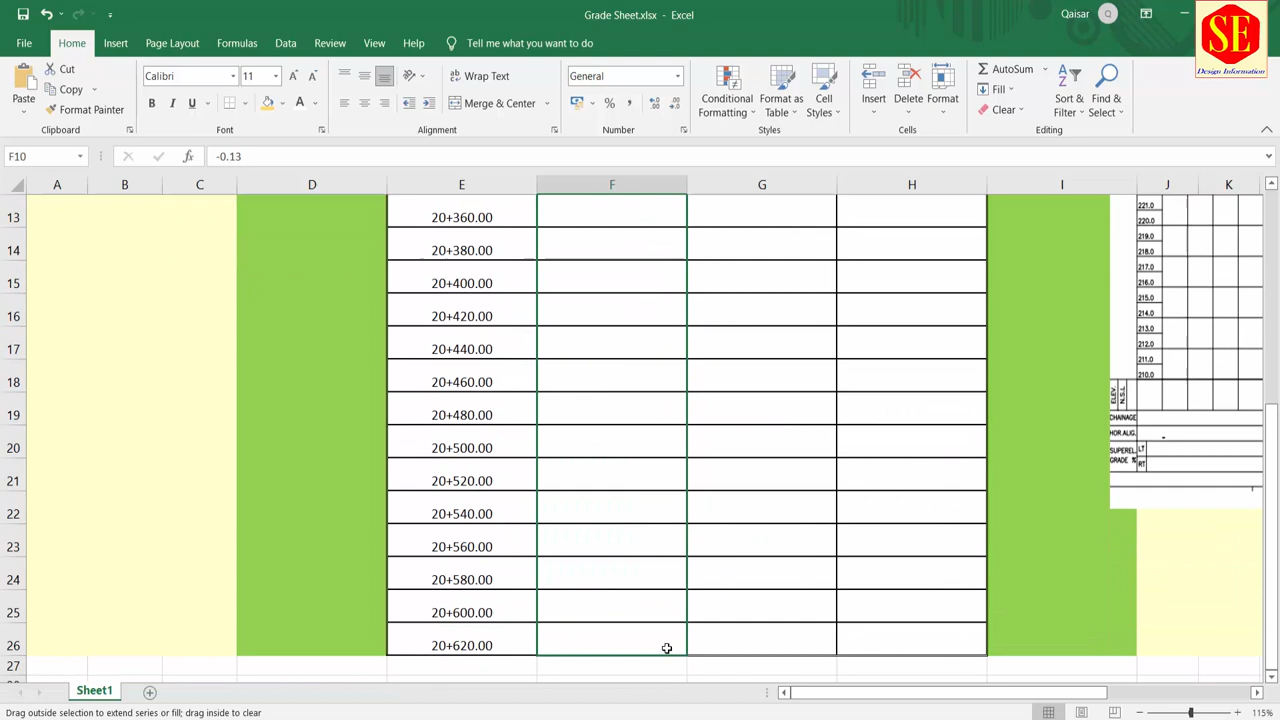 Grade Sheet.xlsx - Excel
Qaisar Q
SE
Design Information
File Home Insert Page Layout Formulas Data Review View Help Tell me what you want to do
Paste
Cut
Copy
Format Painter
Clipboard
Calibri 11
B I U
Font
Wrap Text
Merge & Center
Alignment
General
%
Number
Conditional Formatting
Format as Table
Cell Styles
Styles
Insert
Delete
Format
Cells
AutoSum
Fill
Clear
Sort & Filter
Find & Select
Editing
F10 fx -0.13
A B C D E F G H I J K
13 20+360.00
14 20+380.00
15 20+400.00
16 20+420.00
17 20+440.00
18 20+460.00
19 20+480.00
20 20+500.00
21 20+520.00
22 20+540.00
23 20+560.00
24 20+580.00
25 20+600.00
26 20+620.00
27
221.0
220.0
219.0
218.0
217.0
216.0
215.0
214.0
213.0
212.0
211.0
210.0
ELEV.
N.S.L
CHAINAGE
HOR.ALIG.
SUPEREL. LT
GRADE % RT
Sheet1
Drag outside selection to extend series or fill; drag inside to clear
115%